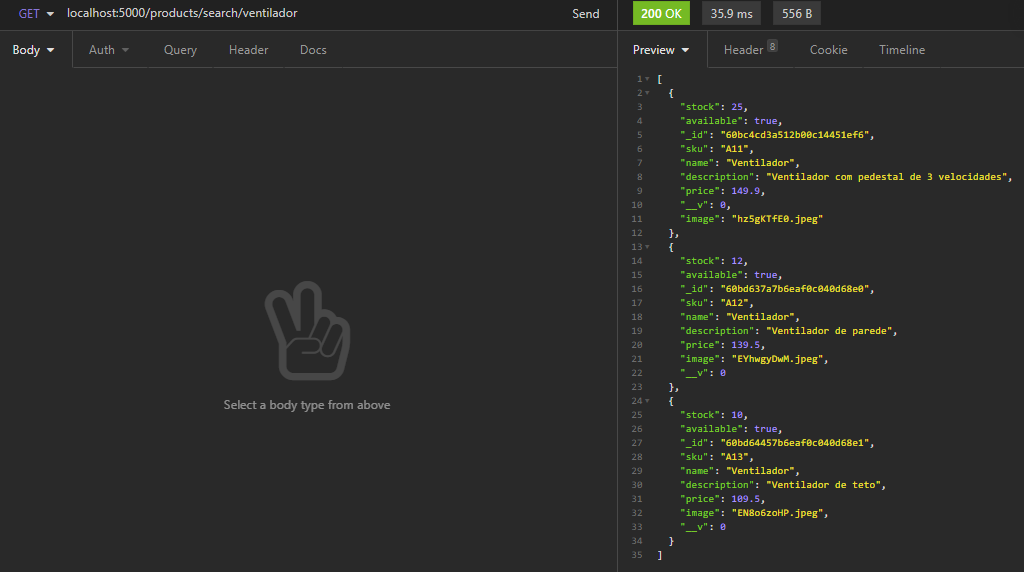 GET localhost:5000/products/search/ventilador Send 200 OK 35.9 ms 556 B
Body Auth Query Header Docs
Preview Header 8 Cookie Timeline
Select a body type from above
1 [
2 {
3 "stock": 25,
4 "available": true,
5 "_id": "60bc4cd3a512b00c14451ef6",
6 "sku": "A11",
7 "name": "Ventilador",
8 "description": "Ventilador com pedestal de 3 velocidades",
9 "price": 149.9,
10 "__v": 0,
11 "image": "hz5gKTfE0.jpeg"
12 },
13 {
14 "stock": 12,
15 "available": true,
16 "_id": "60bd637a7b6eaf0c040d68e0",
17 "sku": "A12",
18 "name": "Ventilador",
19 "description": "Ventilador de parede",
20 "price": 139.5,
21 "image": "EYhwgyDwM.jpeg",
22 "__v": 0
23 },
24 {
25 "stock": 10,
26 "available": true,
27 "_id": "60bd64457b6eaf0c040d68e1",
28 "sku": "A13",
29 "name": "Ventilador",
30 "description": "Ventilador de teto",
31 "price": 109.5,
32 "image": "EN8o6zoHP.jpeg",
33 "__v": 0
34 }
35 ]